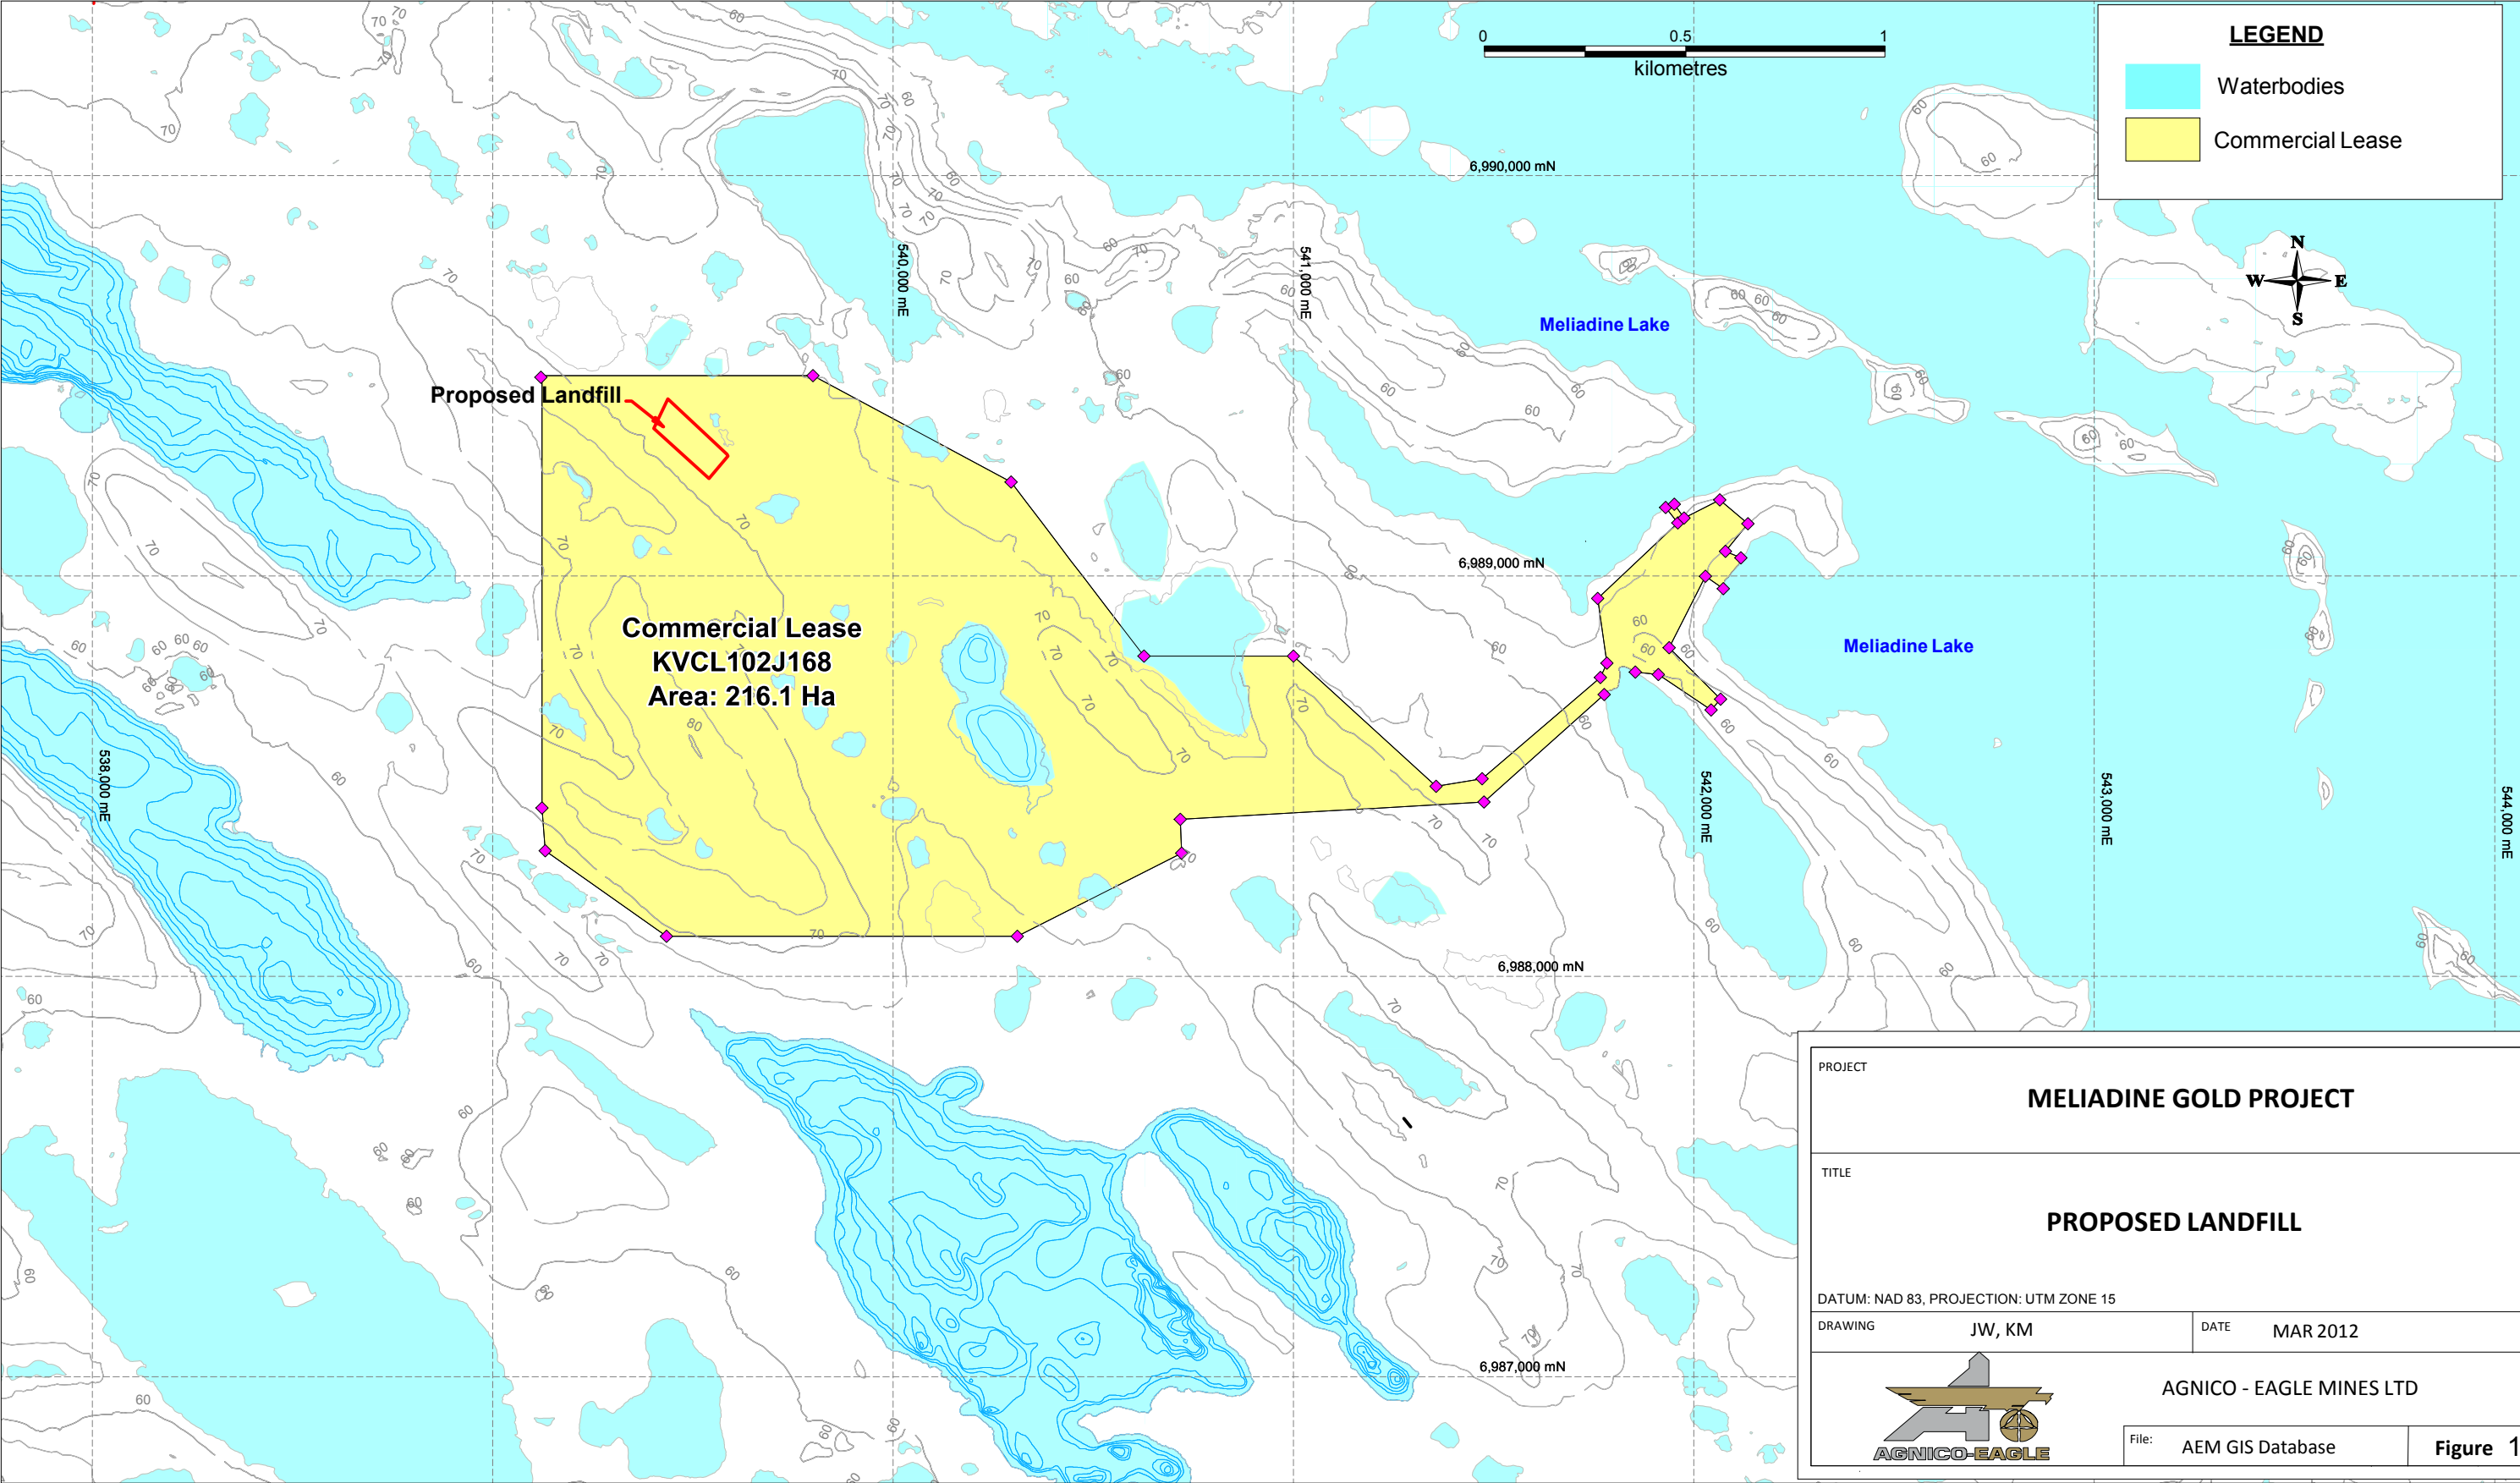 0 0.5 1
kilometres
LEGEND
Waterbodies
Commercial Lease
6,990,000 mN
N
W E
S
540,000 mE
541,000 mE
Meliadine Lake
Proposed Landfill
6,989,000 mN
Commercial Lease
KVCL102J168
Area: 216.1 Ha
Meliadine Lake
538,000 mE
542,000 mE
543,000 mE
544,000 mE
6,988,000 mN
6,987,000 mN
PROJECT
MELIADINE GOLD PROJECT
TITLE
PROPOSED LANDFILL
DATUM: NAD 83, PROJECTION: UTM ZONE 15
DRAWING JW, KM DATE MAR 2012
AGNICO - EAGLE MINES LTD
AGNICO-EAGLE
File: AEM GIS Database Figure 1